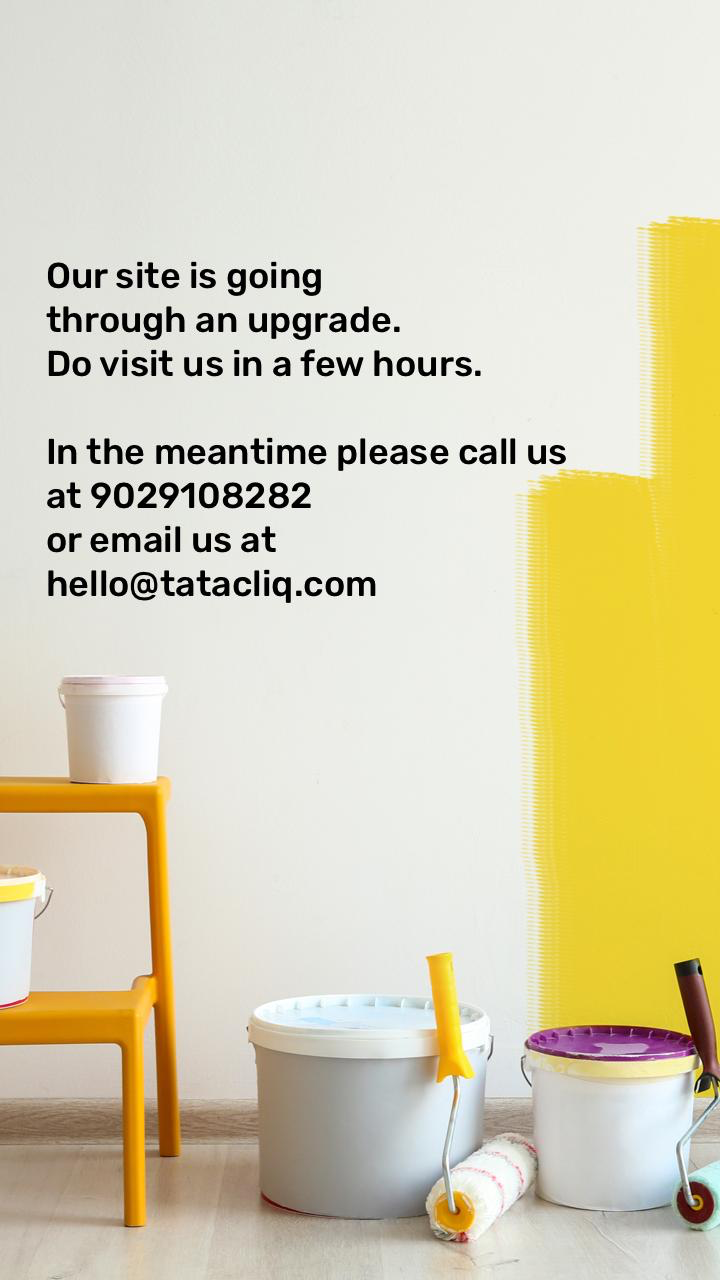 Our site is going
through an upgrade.
Do visit us in a few hours.
In the meantime please call us
at 9029108282
or email us at
hello@tatacliq.com